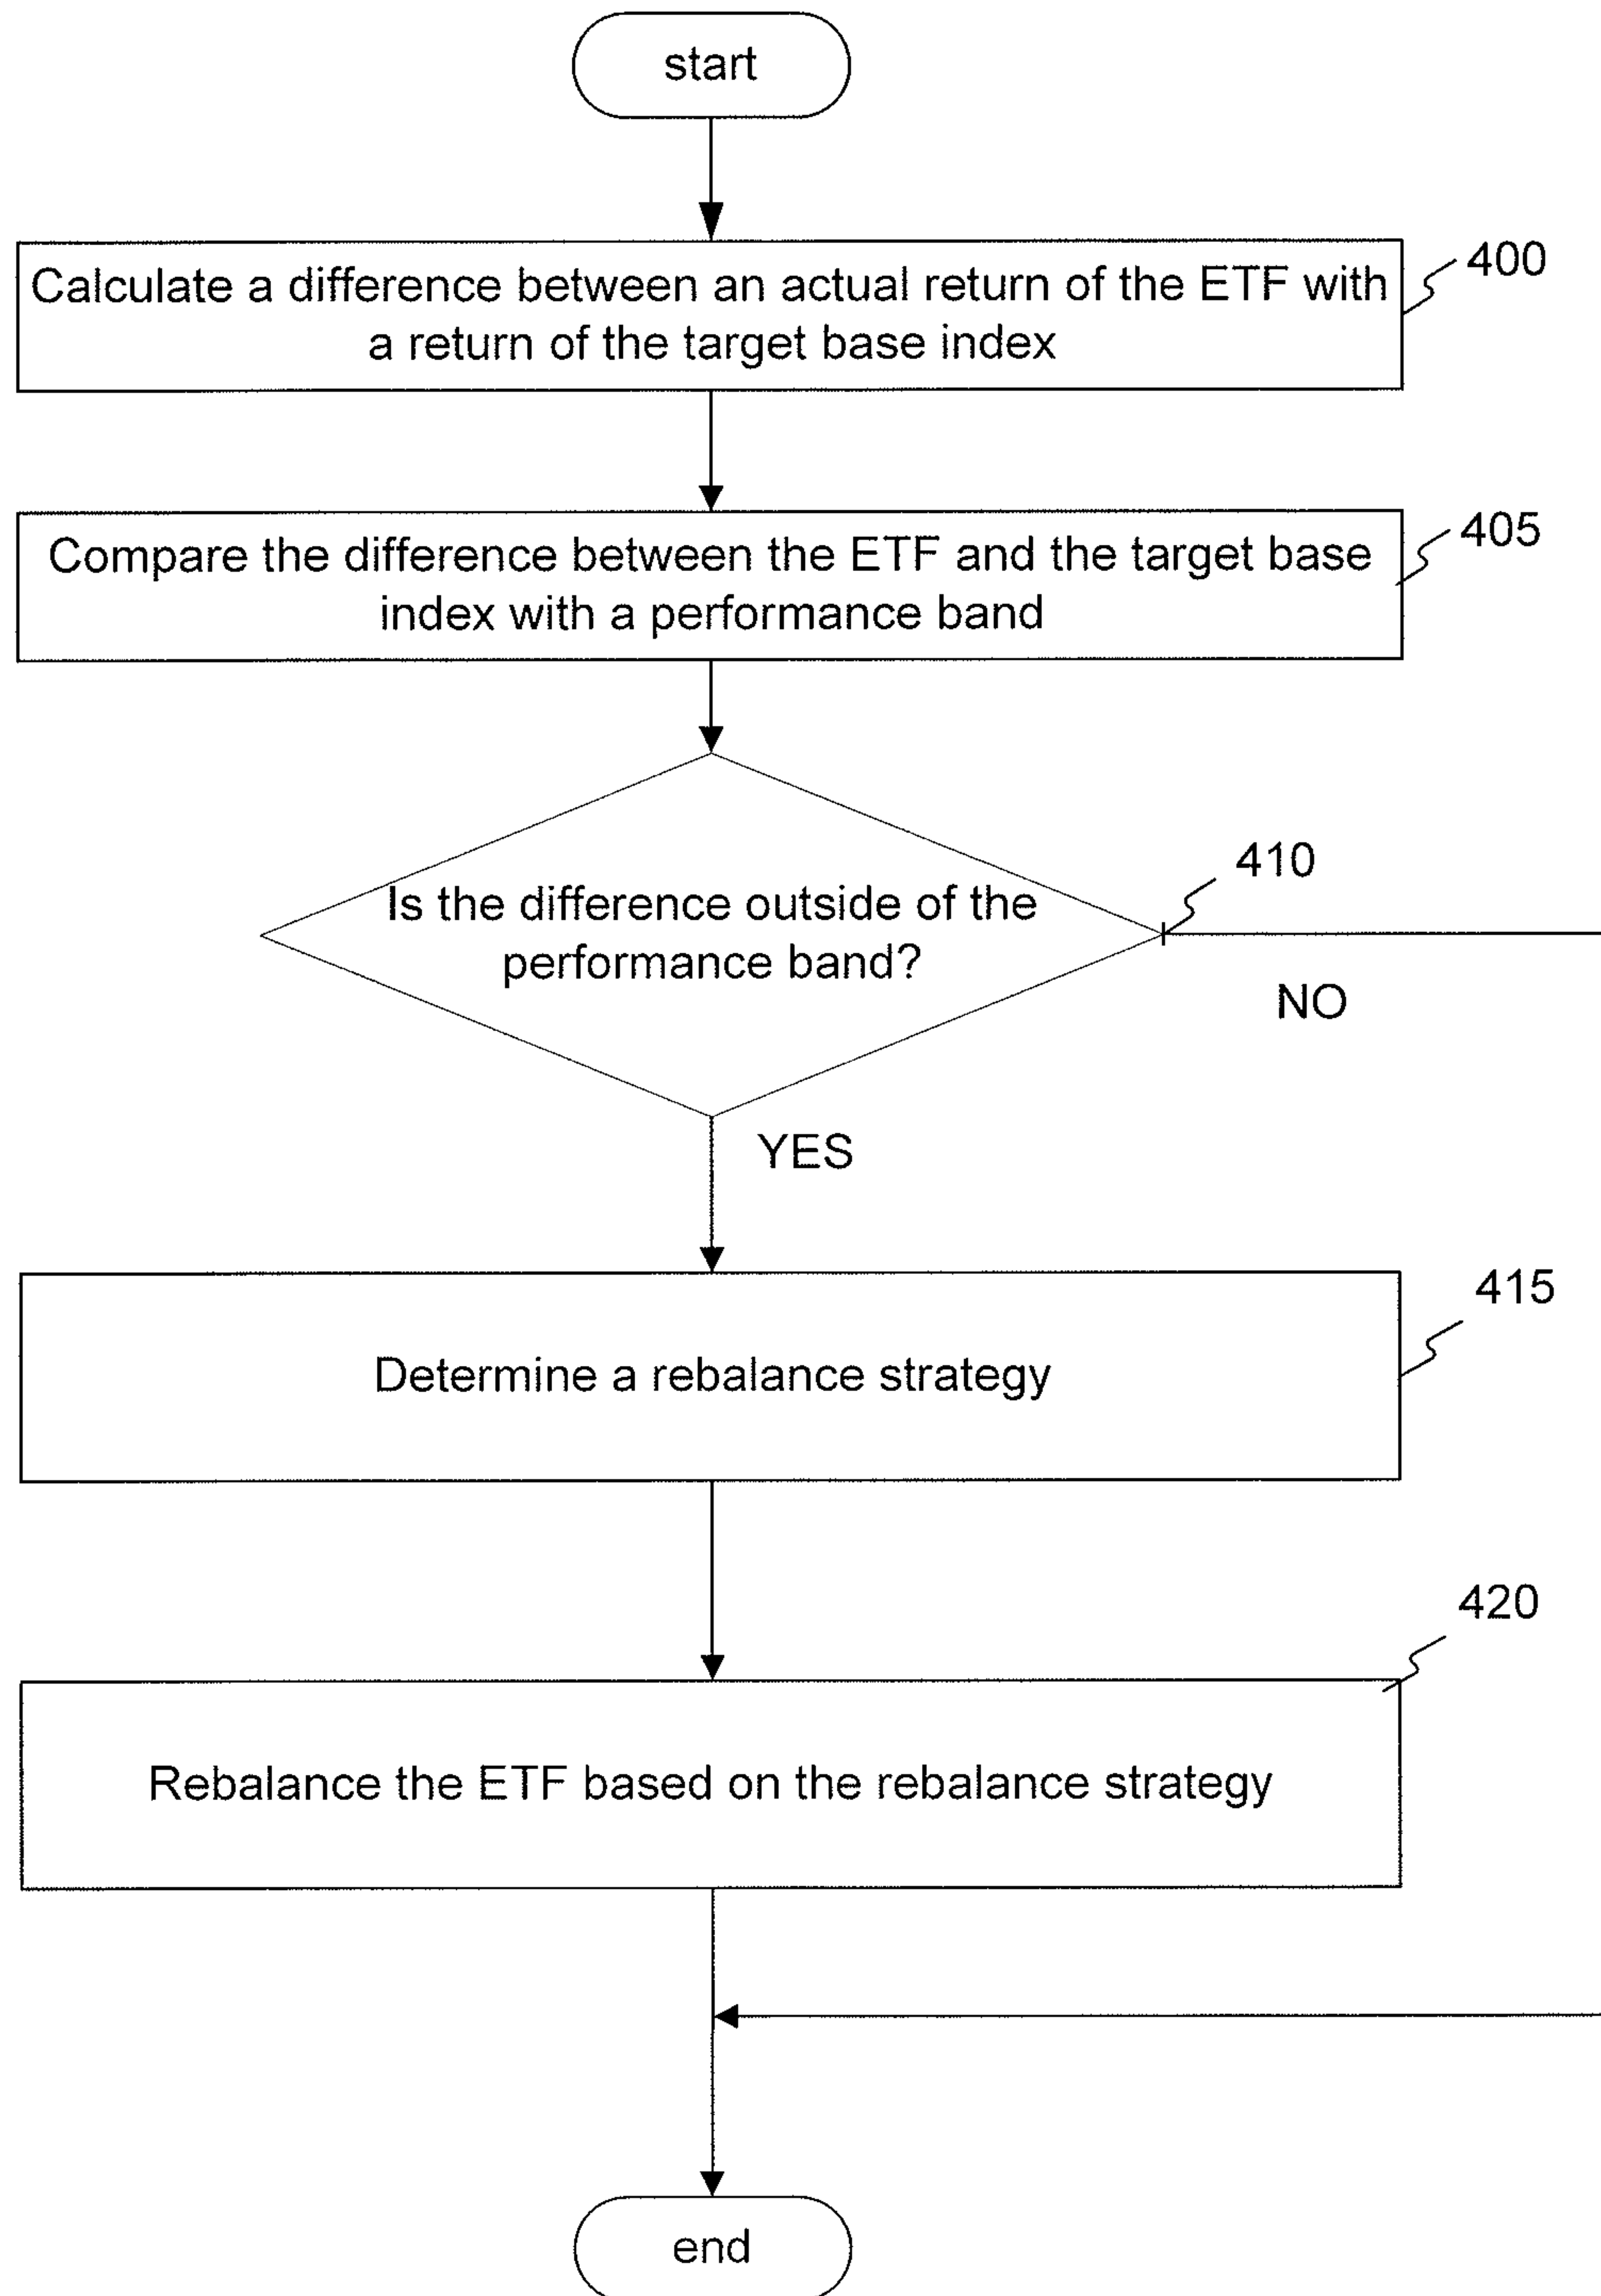 start
Calculate a difference between an actual return of the ETF with
a return of the target base index
400
Compare the difference between the ETF and the target base
index with a performance band
405
Is the difference outside of the
performance band?
410
NO
YES
Determine a rebalance strategy
415
Rebalance the ETF based on the rebalance strategy
420
end